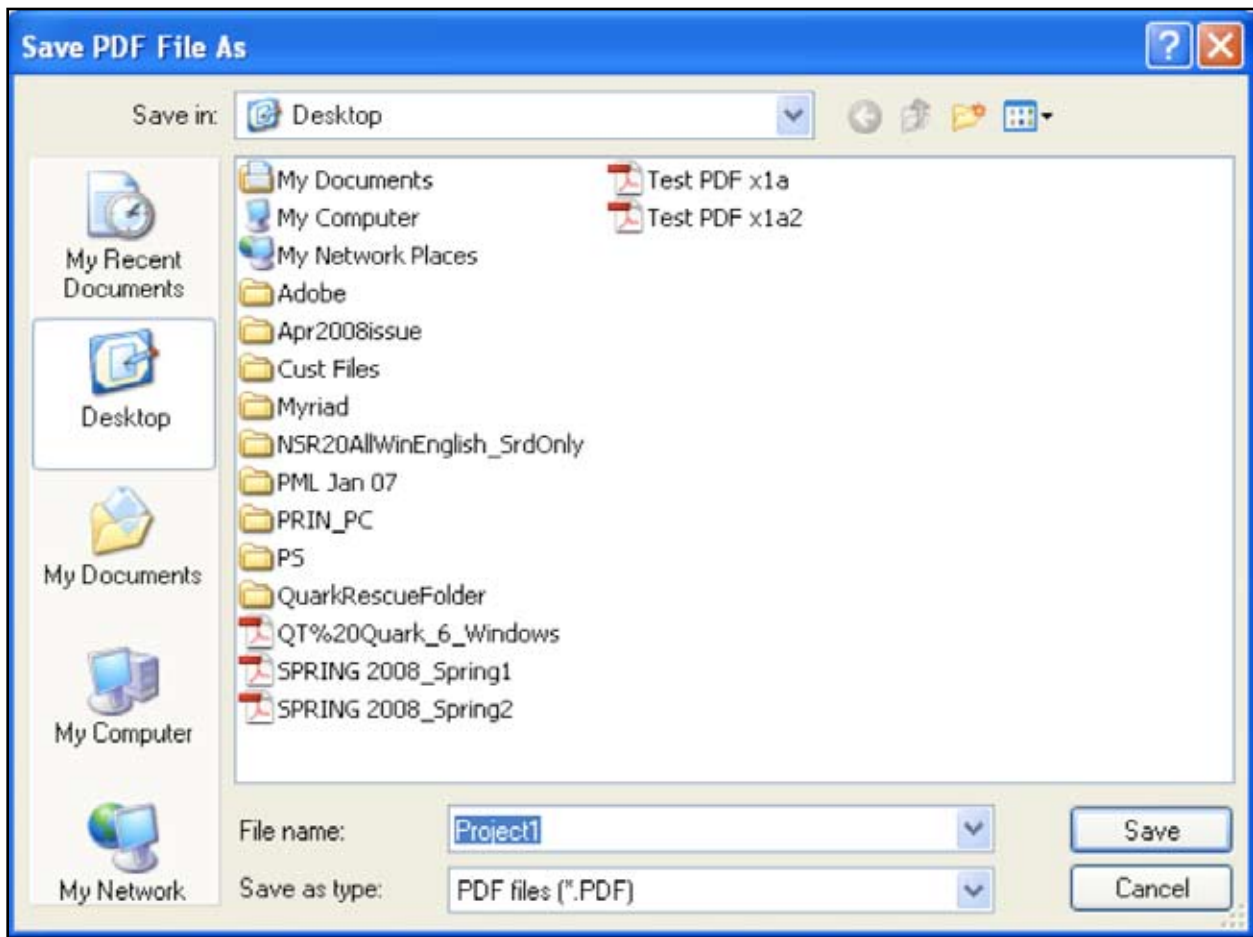 Save PDF File As
Save in:
Desktop
My Recent
Documents
Desktop
My Documents
My Computer
My Network
My Documents
My Computer
My Network Places
Adobe
Apr2008issue
Cust Files
Myriad
NSR20AllWinEnglish_SrdOnly
PML Jan 07
PRIN_PC
PS
QuarkRescueFolder
QT%20Quark_6_Windows
SPRING 2008_Spring1
SPRING 2008_Spring2
Test PDF x1a
Test PDF x1a2
File name:
Project1
Save
Save as type:
PDF files (*.PDF)
Cancel